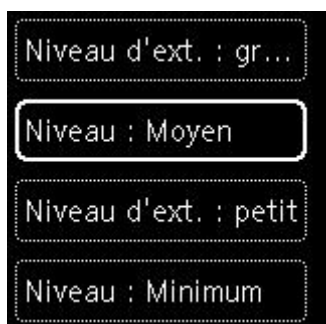 Niveau d'ext. : gr...
Niveau : Moyen
Niveau d'ext. : petit
Niveau : Minimum